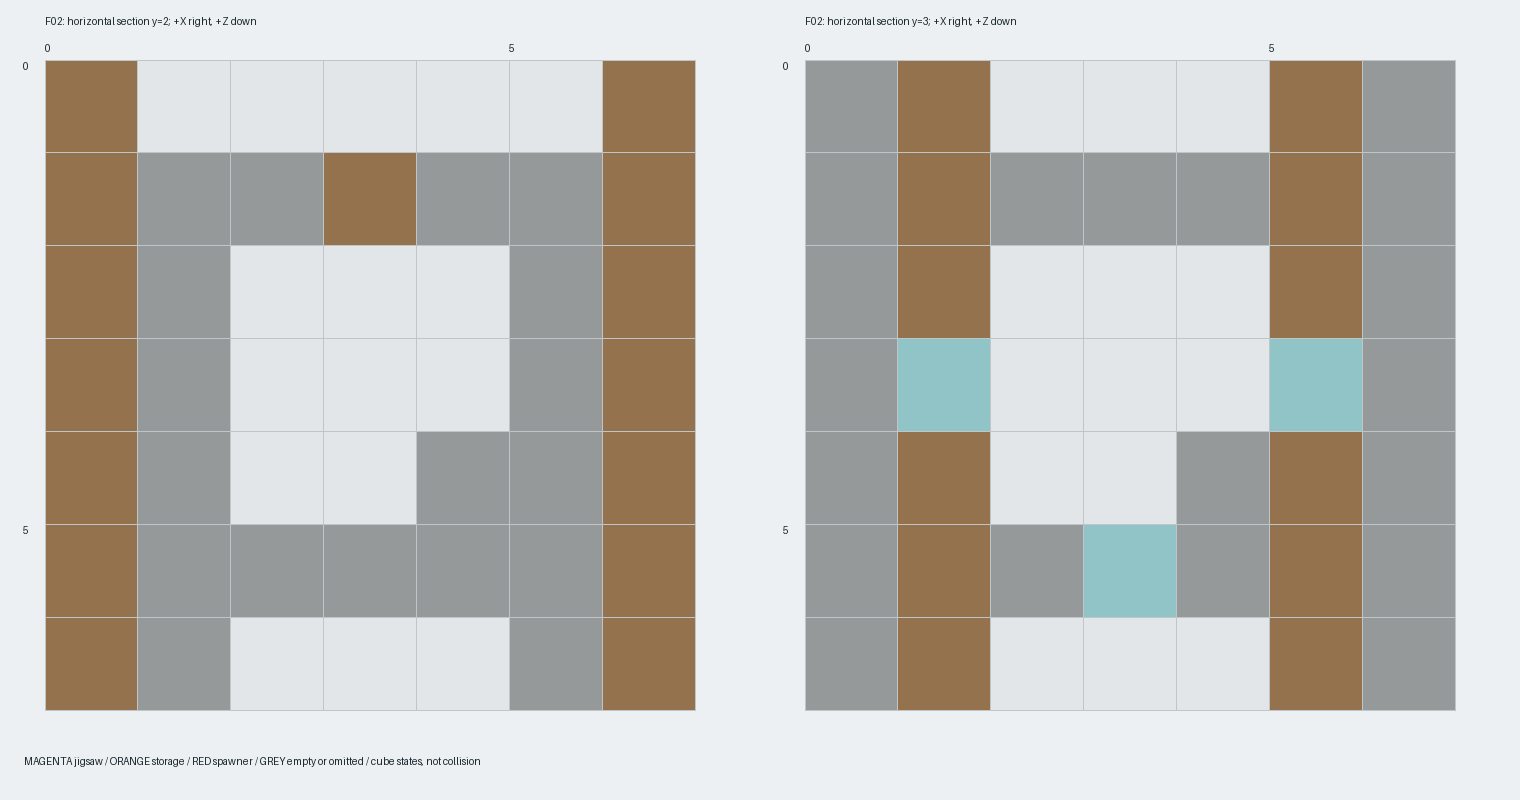 F02: horizontal section y=2; +X right, +Z down
F02: horizontal section y=3; +X right, +Z down
0 5
0 5
0
0
5
5
MAGENTA jigsaw / ORANGE storage / RED spawner / GREY empty or omitted / cube states, not collision